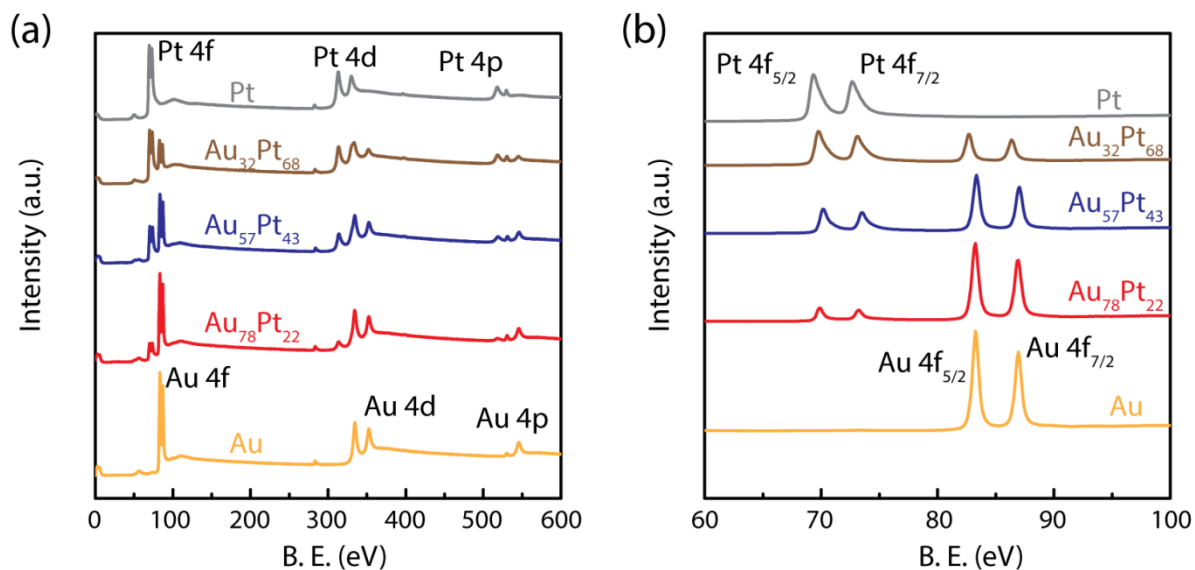 (a)
Intensity (a.u.)
Pt 4f
Pt 4d
Pt 4p
Pt
Au₃₂Pt₆₈
Au₅₇Pt₄₃
Au₇₈Pt₂₂
Au 4f
Au 4d
Au 4p
Au
0 100 200 300 400 500 600
B. E. (eV)
(b)
Intensity (a.u.)
Pt 4f₅/₂
Pt 4f₇/₂
Pt
Au₃₂Pt₆₈
Au₅₇Pt₄₃
Au₇₈Pt₂₂
Au 4f₅/₂
Au 4f₇/₂
Au
60 70 80 90 100
B. E. (eV)